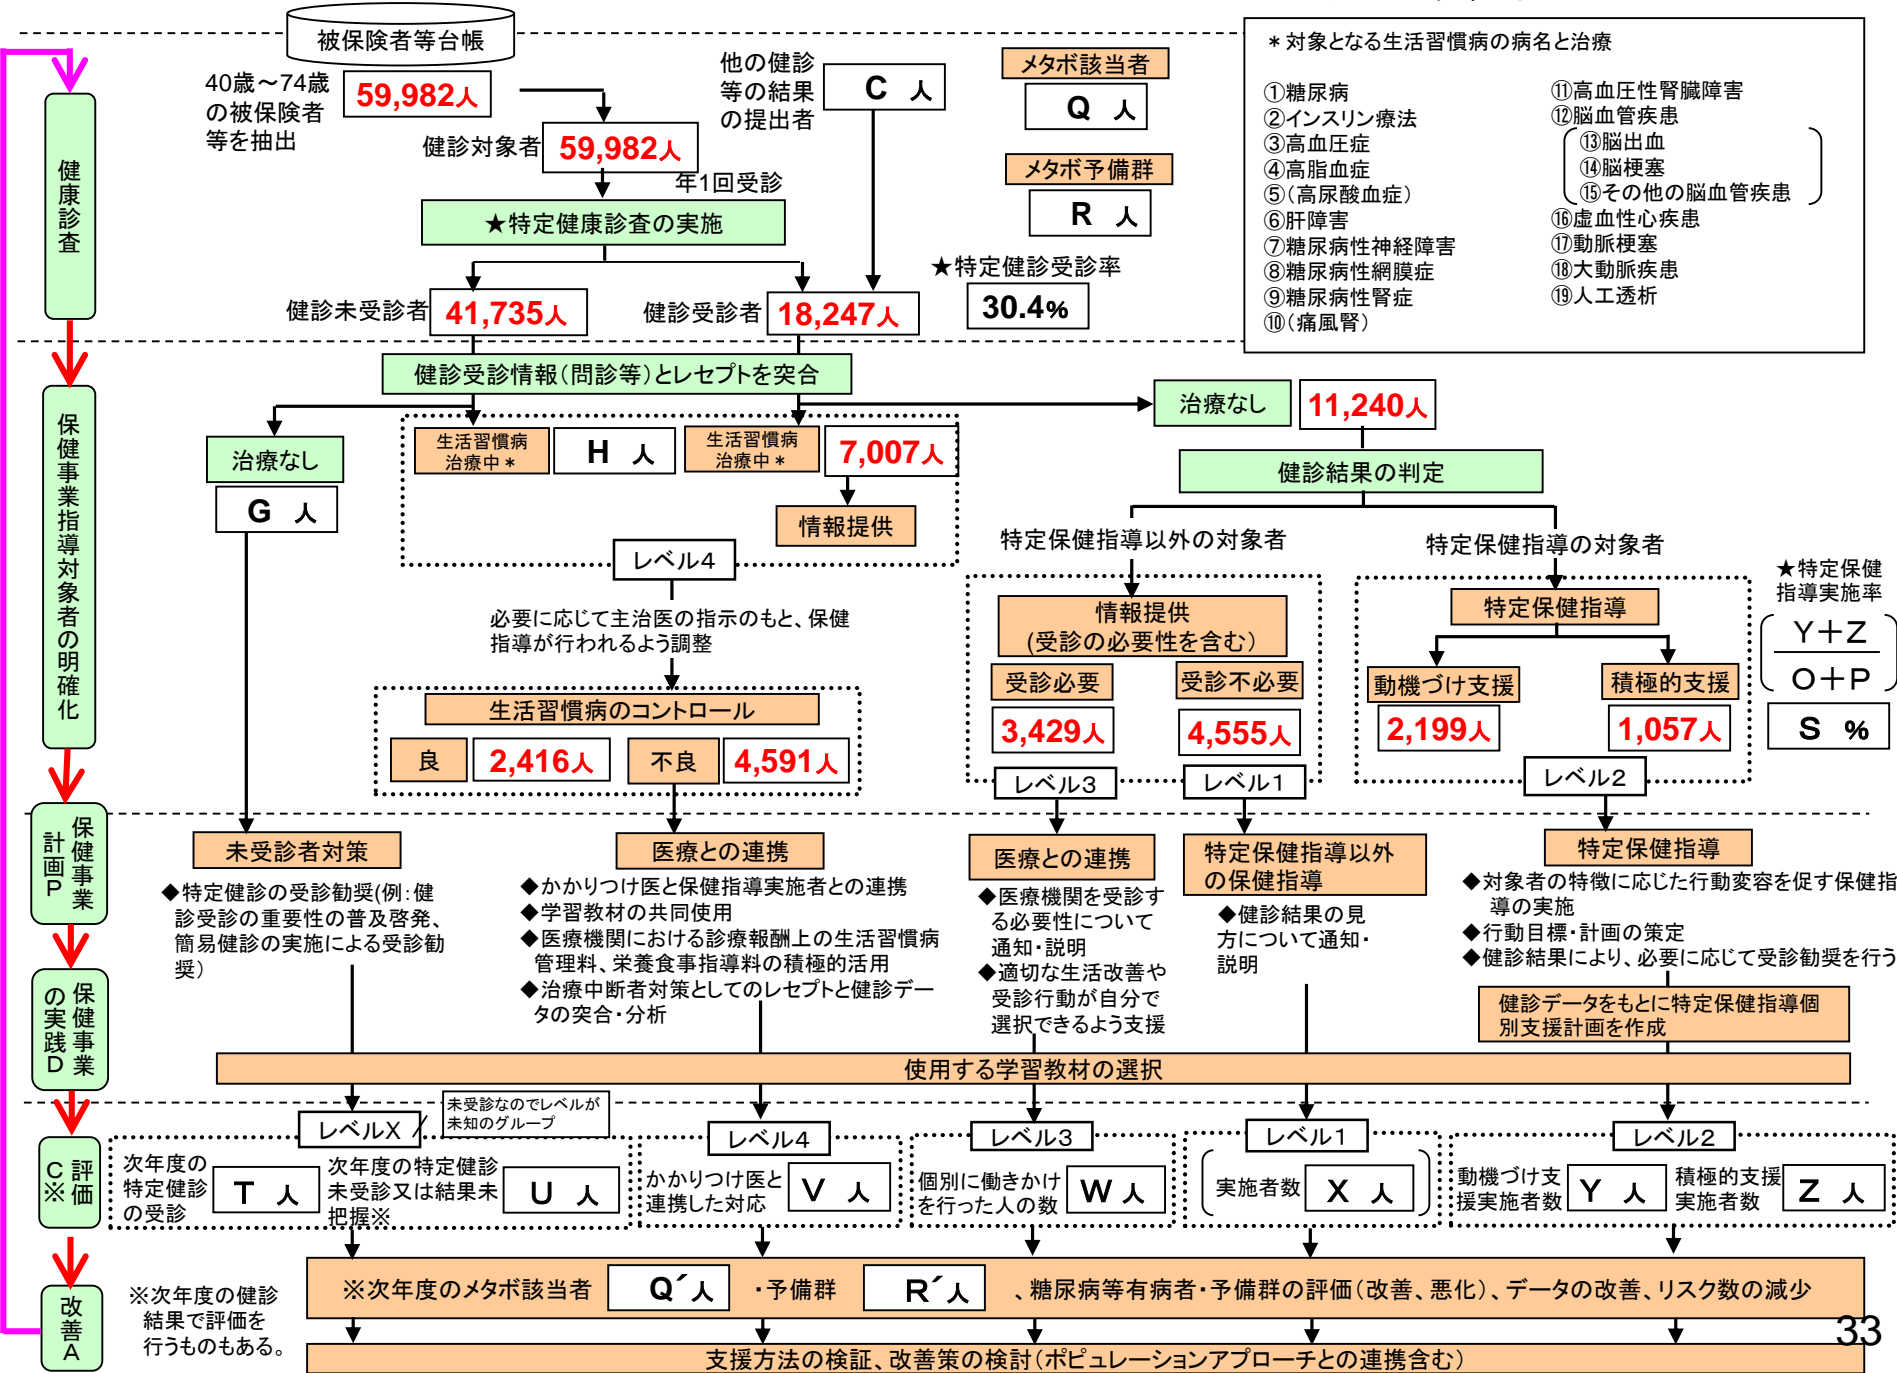 被保険者等台帳
40歳～74歳
の被保険者
等を抽出
59,982人
健診対象者
59,982人
年1回受診
他の健診
等の結果
の提出者
C 人
メタボ該当者
Q 人
メタボ予備群
R 人
★特定健康診査の実施
★特定健診受診率
30.4%
健診未受診者
41,735人
健診受診者
18,247人
＊対象となる生活習慣病の病名と治療
①糖尿病
②インスリン療法
③高血圧症
④高脂血症
⑤(高尿酸血症)
⑥肝障害
⑦糖尿病性神経障害
⑧糖尿病性網膜症
⑨糖尿病性腎症
⑩(痛風腎)
⑪高血圧性腎臓障害
⑫脳血管疾患
⑬脳出血
⑭脳梗塞
⑮その他の脳血管疾患
⑯虚血性心疾患
⑰動脈梗塞
⑱大動脈疾患
⑲人工透析
健康診査
健診受診情報(問診等)とレセプトを突合
治療なし
11,240人
治療なし
G 人
生活習慣病
治療中＊
H 人
生活習慣病
治療中＊
7,007人
情報提供
レベル4
健診結果の判定
特定保健指導以外の対象者
特定保健指導の対象者
必要に応じて主治医の指示のもと、保健
指導が行われるよう調整
情報提供
(受診の必要性を含む)
受診必要
3,429人
受診不必要
4,555人
特定保健指導
動機づけ支援
2,199人
積極的支援
1,057人
★特定保健
指導実施率
Y＋Z
O＋P
S %
生活習慣病のコントロール
良
2,416人
不良
4,591人
レベル3
レベル1
レベル2
保健事業指導対象者の明確化
保健事業
計画P
未受診者対策
◆特定健診の受診勧奨(例:健
診受診の重要性の普及啓発、
簡易健診の実施による受診勧
奨)
医療との連携
◆かかりつけ医と保健指導実施者との連携
◆学習教材の共同使用
◆医療機関における診療報酬上の生活習慣病
管理料、栄養食事指導料の積極的活用
◆治療中断者対策としてのレセプトと健診デー
タの突合・分析
医療との連携
◆医療機関を受診す
る必要性について
通知・説明
◆適切な生活改善や
受診行動が自分で
選択できるよう支援
特定保健指導以外
の保健指導
◆健診結果の見
方について通知・
説明
特定保健指導
◆対象者の特徴に応じた行動変容を促す保健指
導の実施
◆行動目標・計画の策定
◆健診結果により、必要に応じて受診勧奨を行う
健診データをもとに特定保健指導個
別支援計画を作成
保健事業
の実践D
使用する学習教材の選択
レベルX
未受診なのでレベルが
未知のグループ
レベル4
レベル3
レベル1
レベル2
評価
C※
次年度の
特定健診
の受診
T 人
次年度の特定健診
未受診又は結果未
把握※
U 人
かかりつけ医と
連携した対応
V 人
個別に働きかけ
を行った人の数
W 人
実施者数
X 人
動機づけ支
援実施者数
Y 人
積極的支援
実施者数
Z 人
改善A
※次年度の健診
結果で評価を
行うものもある。
※次年度のメタボ該当者 Q´人 ・予備群 R´人 、糖尿病等有病者・予備群の評価(改善、悪化)、データの改善、リスク数の減少
支援方法の検証、改善策の検討(ポピュレーションアプローチとの連携含む)
33